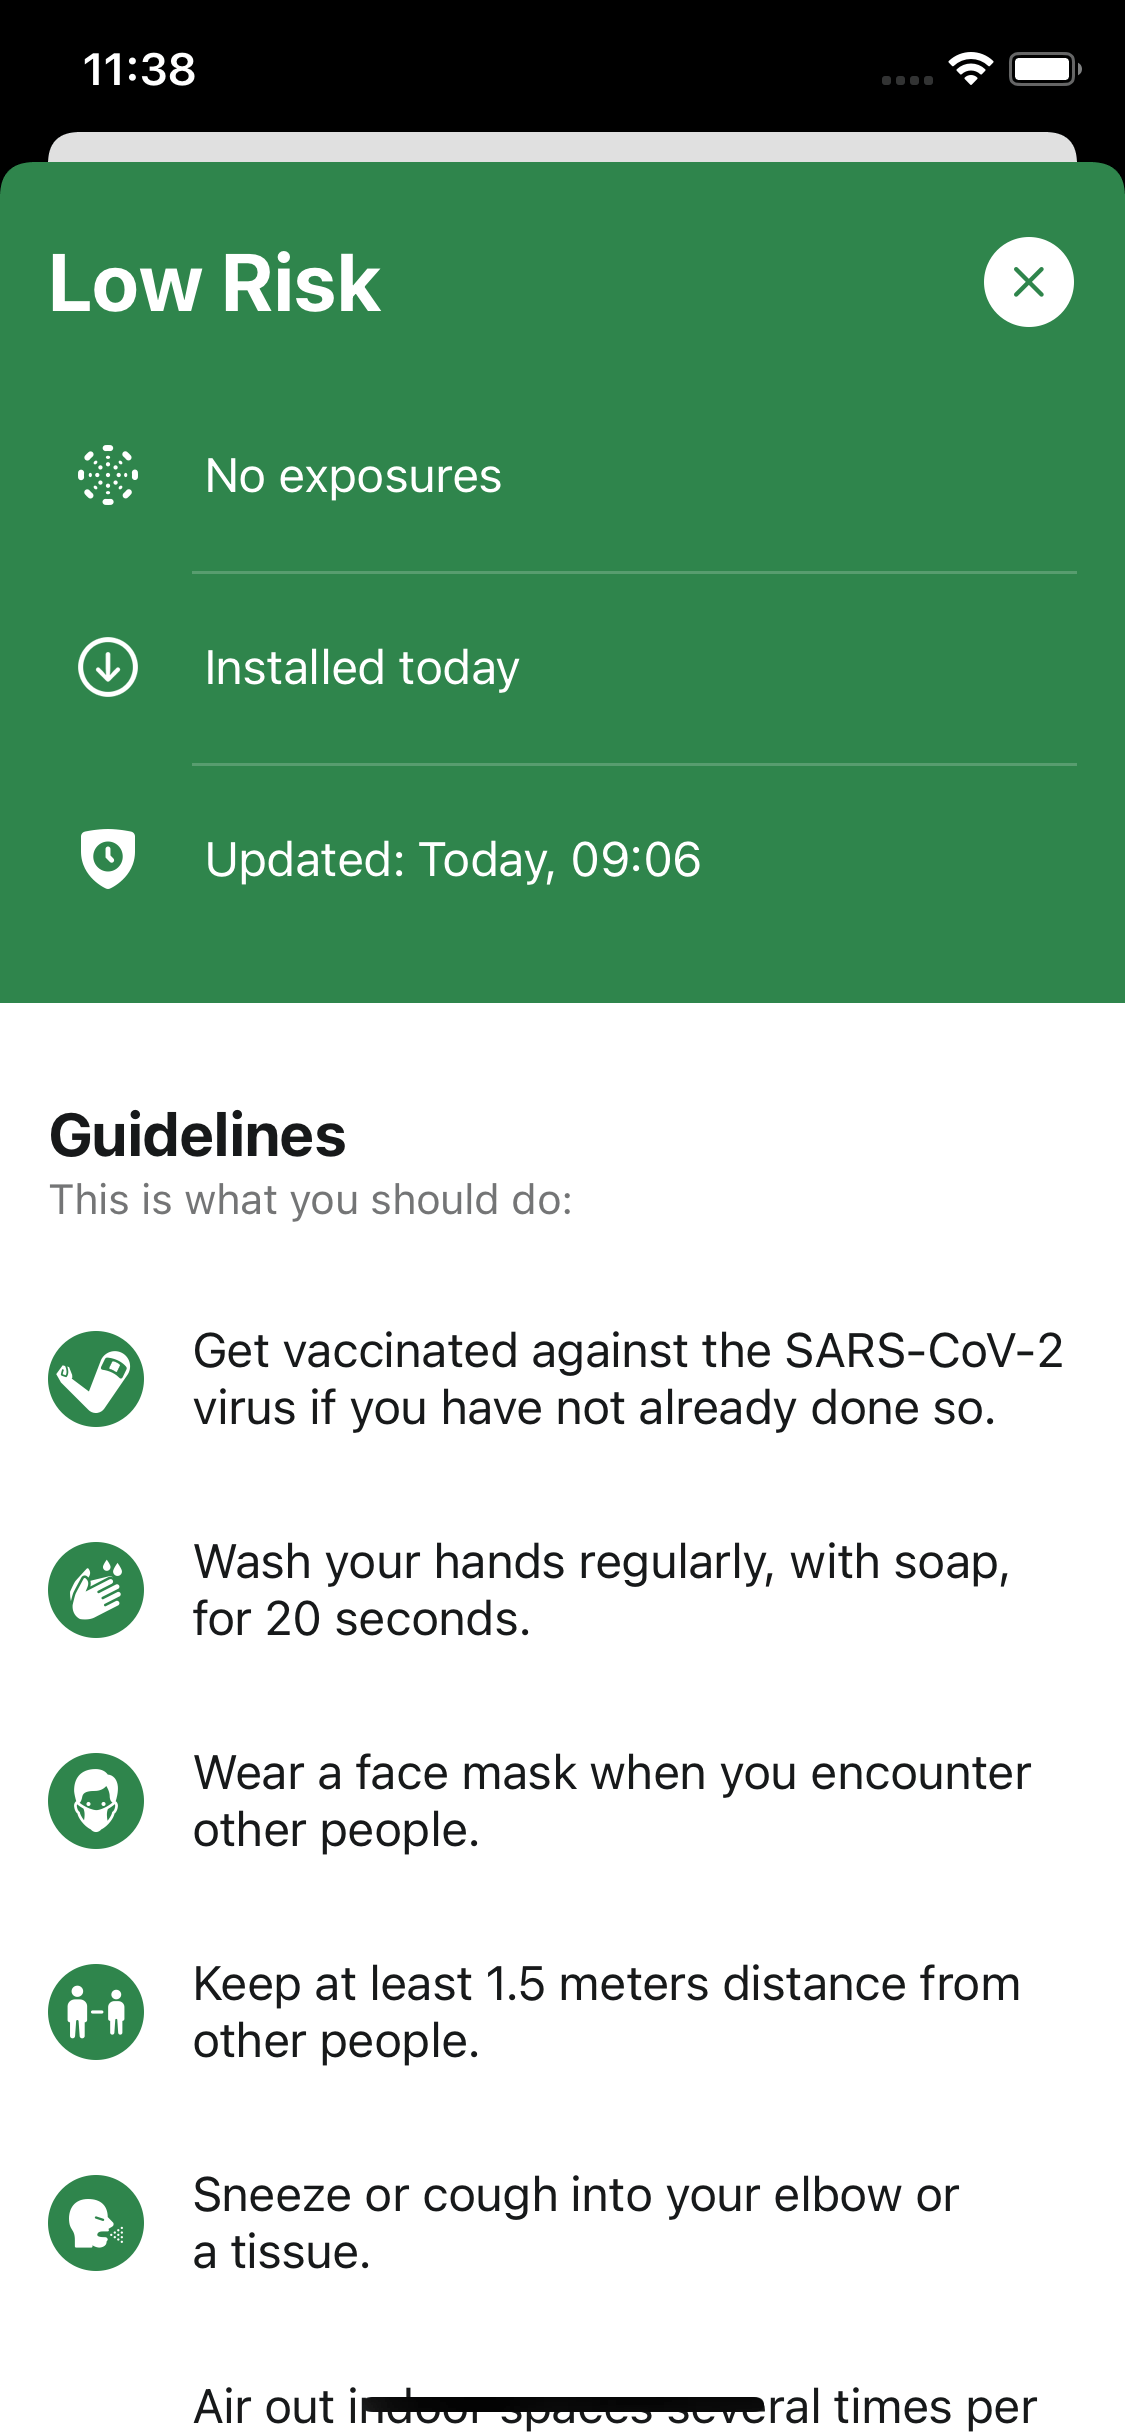 11:38
Low Risk
No exposures
Installed today
Updated: Today, 09:06
Guidelines
This is what you should do:
Get vaccinated against the SARS-CoV-2
virus if you have not already done so.
Wash your hands regularly, with soap,
for 20 seconds.
Wear a face mask when you encounter
other people.
Keep at least 1.5 meters distance from
other people.
Sneeze or cough into your elbow or
a tissue.
Air out indoor spaces several times per